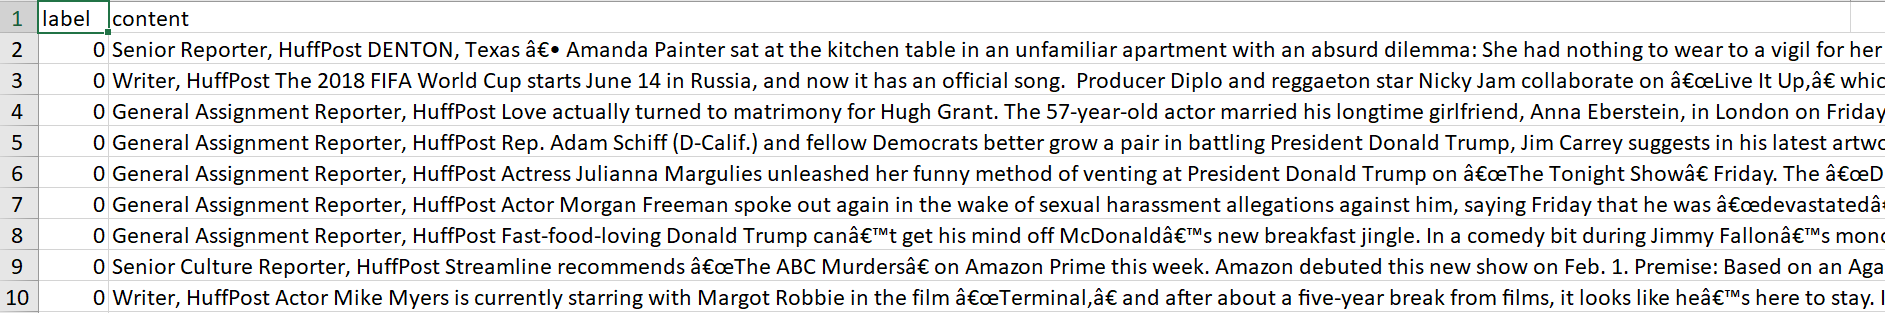 1 label content
2 0 Senior Reporter, HuffPost DENTON, Texas â€• Amanda Painter sat at the kitchen table in an unfamiliar apartment with an absurd dilemma: She had nothing to wear to a vigil for her
3 0 Writer, HuffPost The 2018 FIFA World Cup starts June 14 in Russia, and now it has an official song.  Producer Diplo and reggaeton star Nicky Jam collaborate on â€œLive It Up,â€ whic
4 0 General Assignment Reporter, HuffPost Love actually turned to matrimony for Hugh Grant. The 57-year-old actor married his longtime girlfriend, Anna Eberstein, in London on Friday
5 0 General Assignment Reporter, HuffPost Rep. Adam Schiff (D-Calif.) and fellow Democrats better grow a pair in battling President Donald Trump, Jim Carrey suggests in his latest artwo
6 0 General Assignment Reporter, HuffPost Actress Julianna Margulies unleashed her funny method of venting at President Donald Trump on â€œThe Tonight Showâ€ Friday. The â€œD
7 0 General Assignment Reporter, HuffPost Actor Morgan Freeman spoke out again in the wake of sexual harassment allegations against him, saying Friday that he was â€œdevastatedâ€
8 0 General Assignment Reporter, HuffPost Fast-food-loving Donald Trump canâ€™t get his mind off McDonaldâ€™s new breakfast jingle. In a comedy bit during Jimmy Fallonâ€™s mono
9 0 Senior Culture Reporter, HuffPost Streamline recommends â€œThe ABC Murdersâ€ on Amazon Prime this week. Amazon debuted this new show on Feb. 1. Premise: Based on an Aga
10 0 Writer, HuffPost Actor Mike Myers is currently starring with Margot Robbie in the film â€œTerminal,â€ and after about a five-year break from films, it looks like heâ€™s here to stay. I